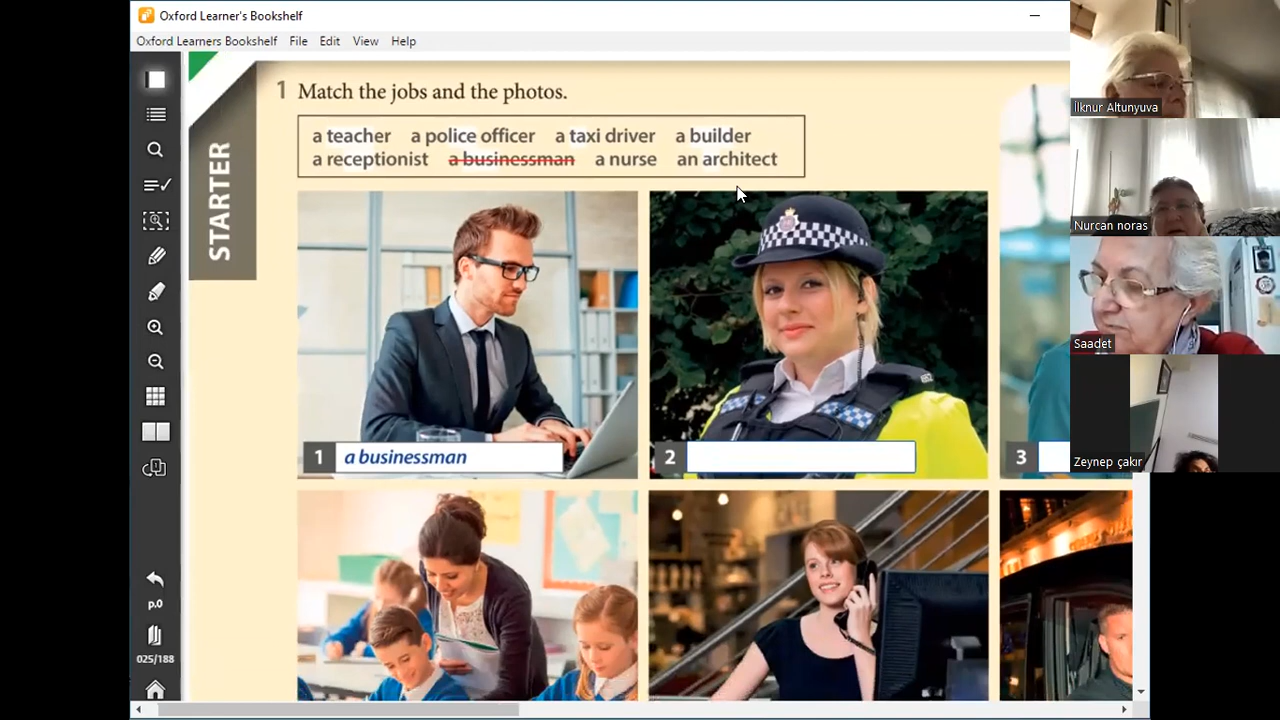 Oxford Learner's Bookshelf
Oxford Learners Bookshelf File Edit View Help
STARTER
1 Match the jobs and the photos.
a teacher a police officer a taxi driver a builder
a receptionist a businessman a nurse an architect
1 a businessman
2
3
p.0
025/188
İlknur Altunyuva
Nurcan noras
Saadet
Zeynep çakır